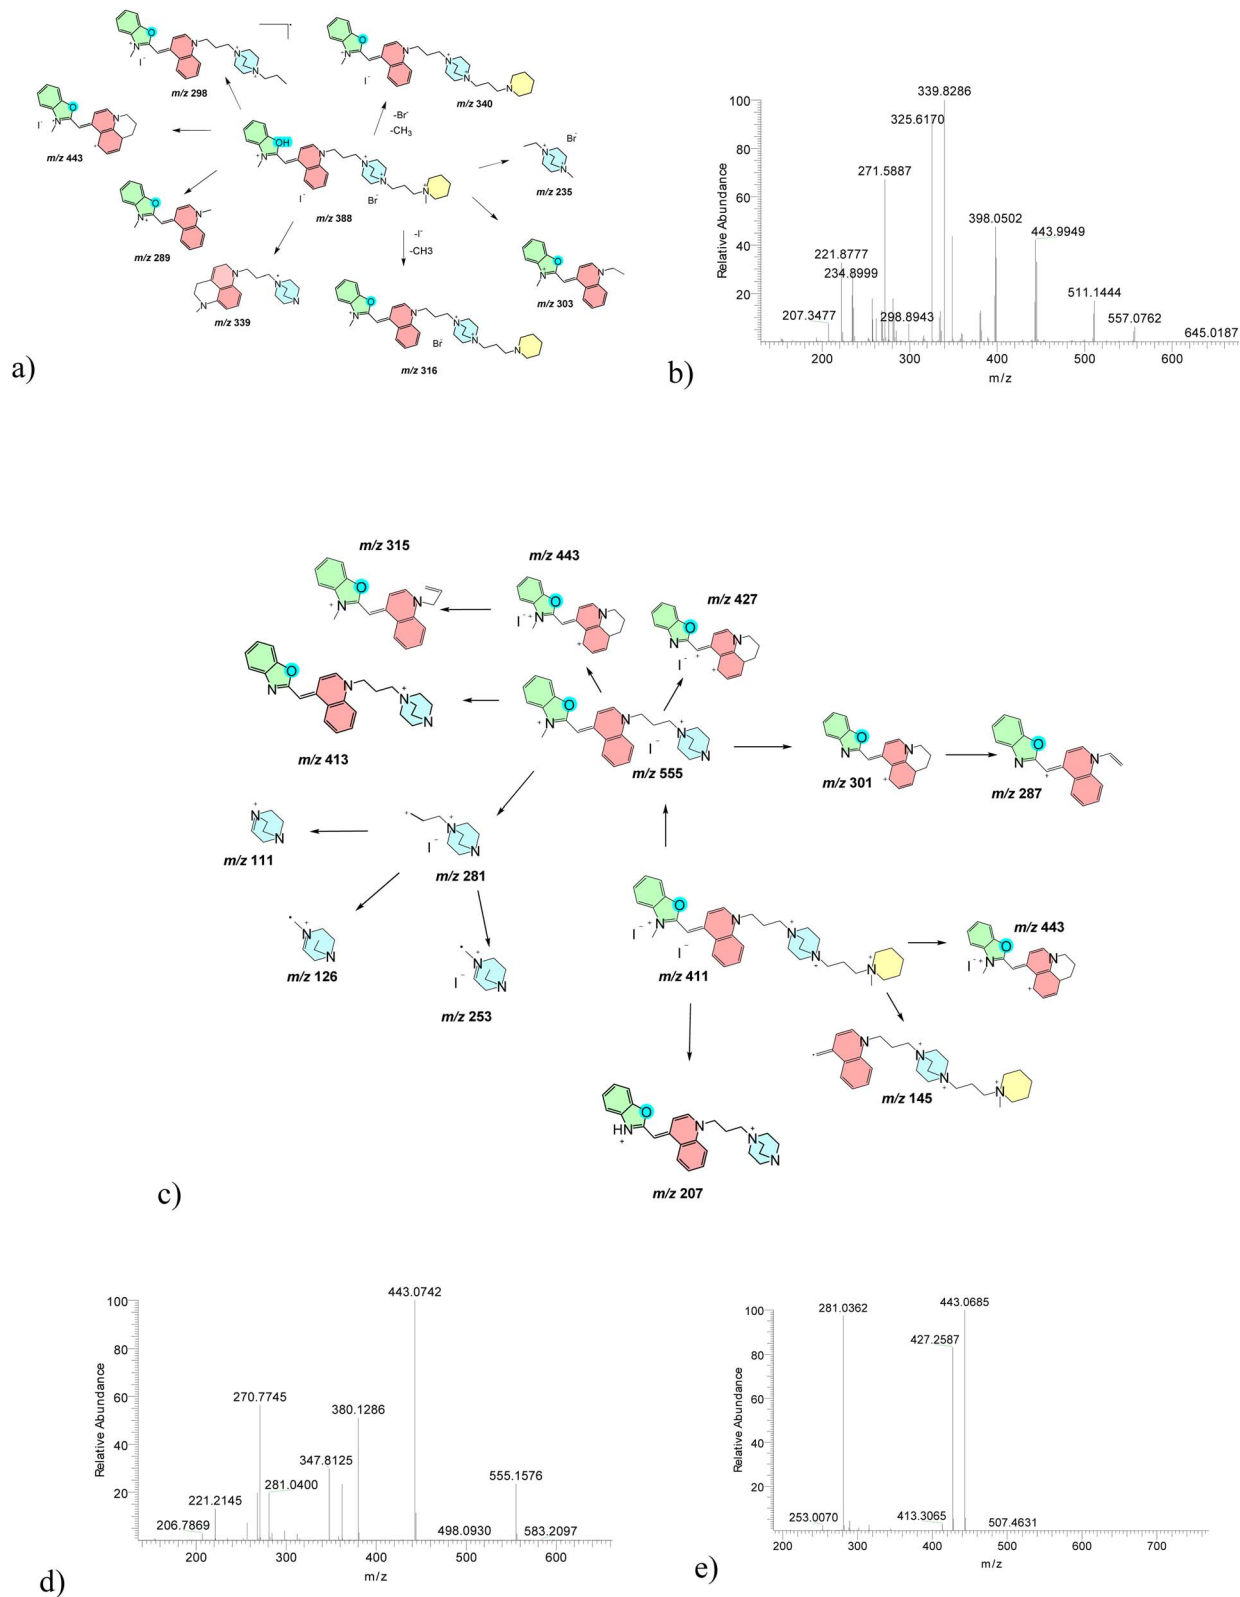 O
N
+
N
I⁻
N
+
N
+
m/z 298
O
N
+
N
I⁻
N
+
N
+
N
m/z 340
O
N
+
I⁻
+
m/z 443
-Br⁻
-CH₃
OH
N
+
N
I⁻
N
+
N
+
Br⁻
N
+
m/z 388
Br⁻
N
+
N
m/z 235
O
N
+
N
m/z 289
-I⁻
-CH3
O
N
+
N
m/z 303
N
N
N
+
N
m/z 339
O
N
+
N
N
+
N
+
Br⁻
N
m/z 316
a)
339.8286
325.6170
271.5887
398.0502
443.9949
221.8777
234.8999
511.1444
207.3477
298.8943
557.0762
645.0187
100
80
60
40
20
Relative Abundance
200 300 400 500 600
m/z
b)
m/z 315
m/z 443
m/z 427
O
N
+
N
O
I⁻ +
N
N
+
O
N
N
+
I⁻
+
O
N
N
N
+
N
m/z 413
O
N
+
N
I⁻
N
+
N
m/z 555
O
N
N
+
m/z 301
O
N
N
+
m/z 287
N
+
N
m/z 111
+
N
+
I⁻
N
m/z 281
N
+
N
m/z 126
N
+
I⁻
N
m/z 253
O
I⁻ +
N
I⁻
N
N
+
N
+
N
+
m/z 411
m/z 443
O
I⁻ +
N
N
+
N
N
+
N
+
N
+
m/z 145
O
HN
+
N
N
+
N
m/z 207
c)
443.0742
270.7745
380.1286
347.8125
281.0400
555.1576
221.2145
206.7869
498.0930
583.2097
100
80
60
40
20
Relative Abundance
200 300 400 500 600
m/z
d)
281.0362
443.0685
427.2587
253.0070
413.3065
507.4631
100
80
60
40
20
Relative Abundance
200 300 400 500 600 700
m/z
e)